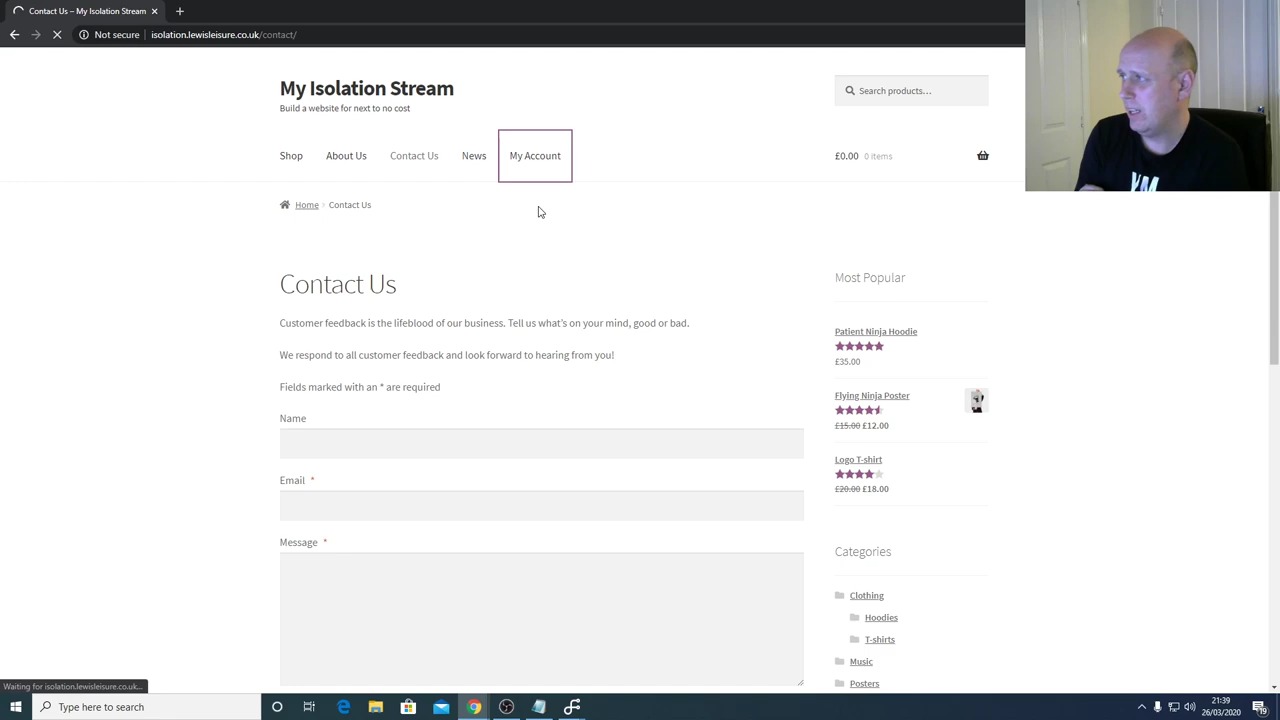 Contact Us – My Isolation Stream
Not secure
isolation.lewisleisure.co.uk/contact/
My Isolation Stream
Build a website for next to no cost
Search products…
Shop
About Us
Contact Us
News
My Account
£0.00 0 items
Home
Contact Us
Contact Us
Customer feedback is the lifeblood of our business. Tell us what's on your mind, good or bad.
We respond to all customer feedback and look forward to hearing from you!
Fields marked with an * are required
Name
Email *
Message *
Most Popular
Patient Ninja Hoodie
£35.00
Flying Ninja Poster
£15.00 £12.00
Logo T-shirt
£20.00 £18.00
Categories
Clothing
Hoodies
T-shirts
Music
Posters
Waiting for isolation.lewisleisure.co.uk...
Type here to search
21:39
26/03/2020
19